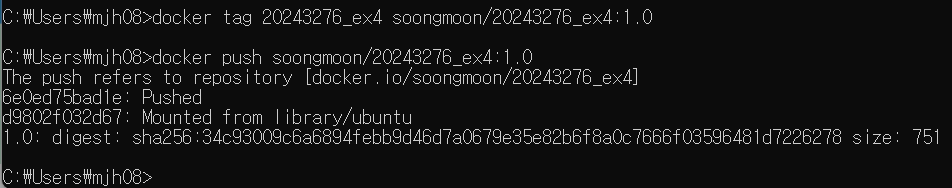 C:₩Users₩mjh08>docker tag 20243276_ex4 soongmoon/20243276_ex4:1.0
C:₩Users₩mjh08>docker push soongmoon/20243276_ex4:1.0
The push refers to repository [docker.io/soongmoon/20243276_ex4]
6e0ed75bad1e: Pushed
d9802f032d67: Mounted from library/ubuntu
1.0: digest: sha256:34c93009c6a6894febb9d46d7a0679e35e82b6f8a0c7666f03596481d7226278 size: 751
C:₩Users₩mjh08>